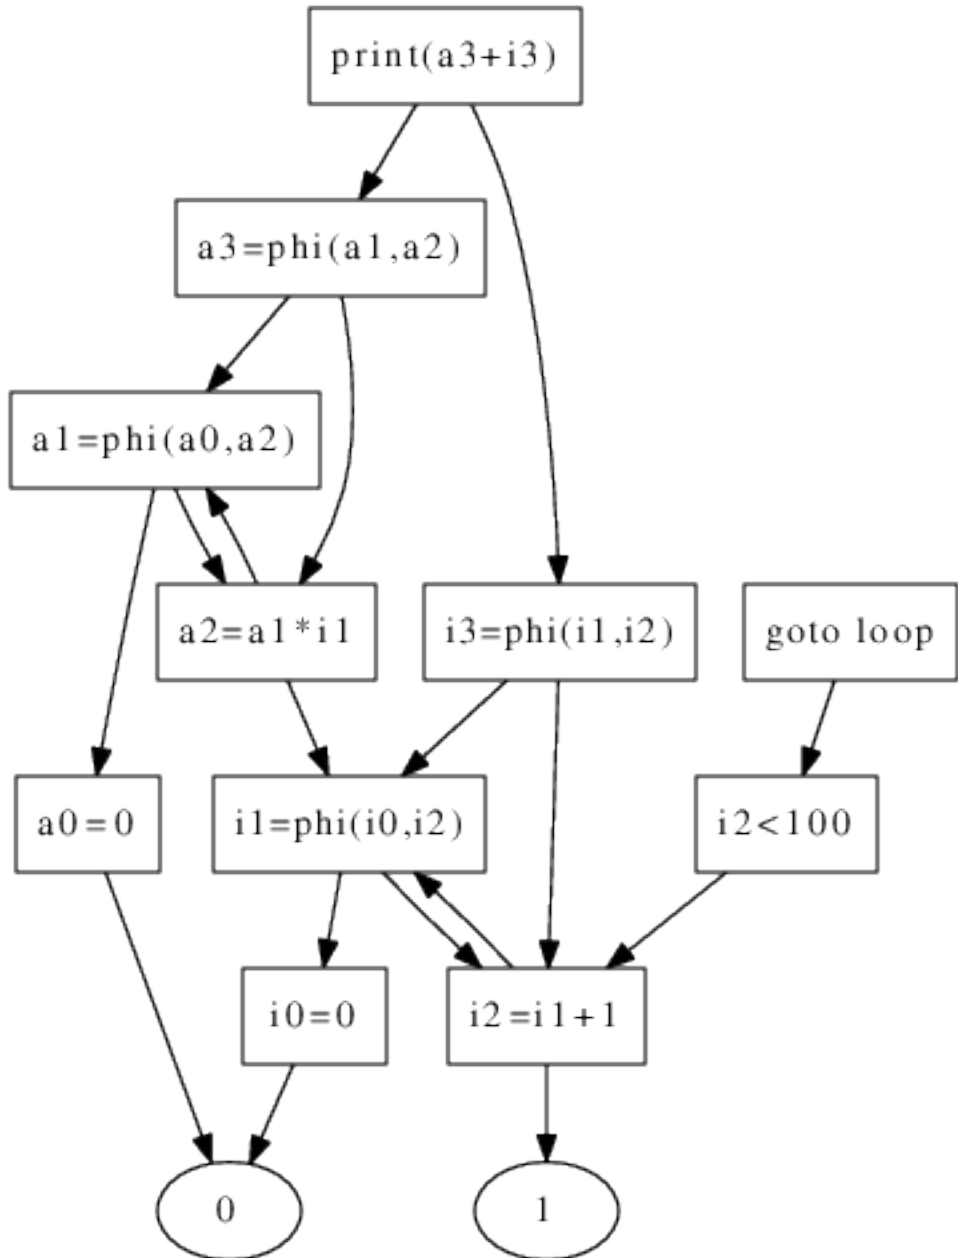 print(a3+i3)
a3=phi(a1,a2)
a1=phi(a0,a2)
a2=a1*i1
i3=phi(i1,i2)
goto loop
a0=0
i1=phi(i0,i2)
i2<100
i0=0
i2=i1+1
0
1